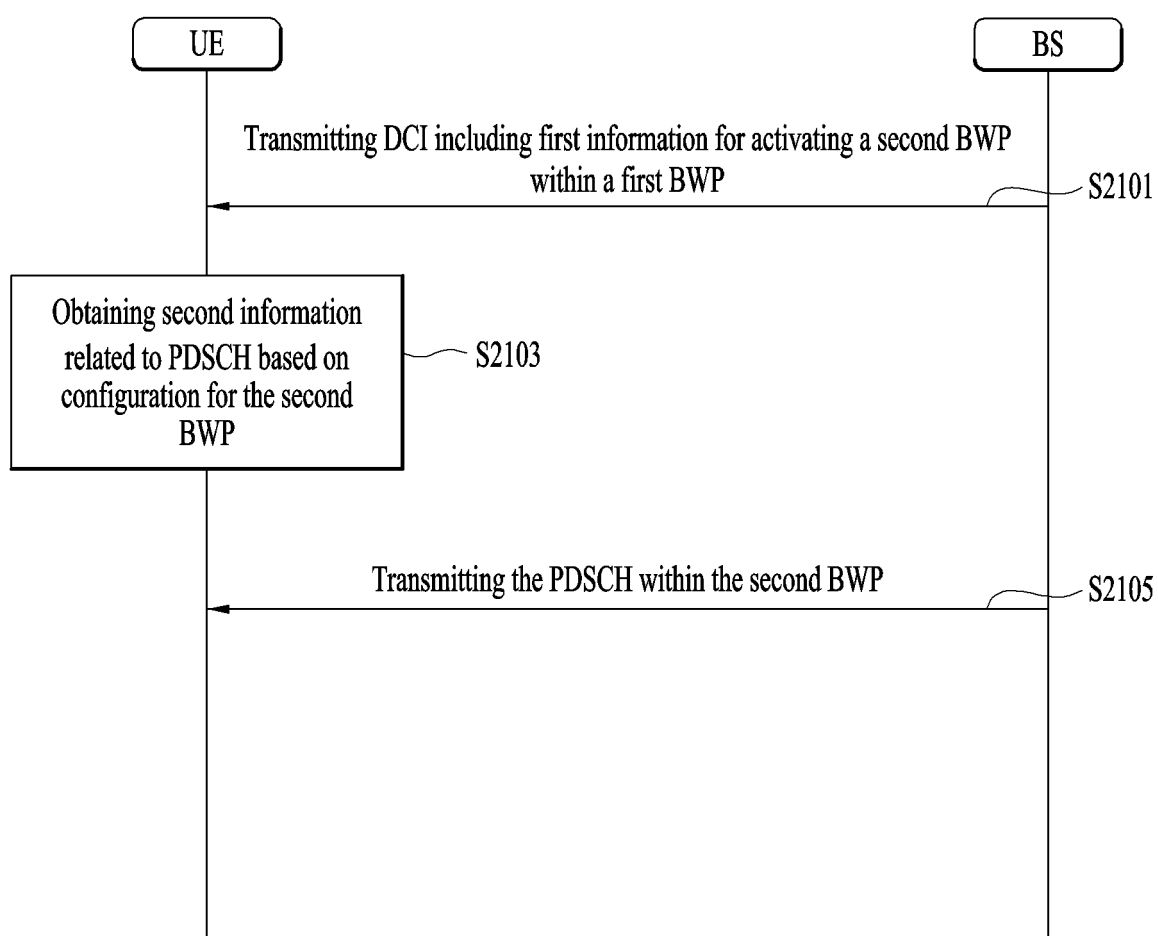 UE
BS
Transmitting DCI including first information for activating a second BWP
within a first BWP
S2101
Obtaining second information
related to PDSCH based on
configuration for the second
BWP
S2103
Transmitting the PDSCH within the second BWP
S2105